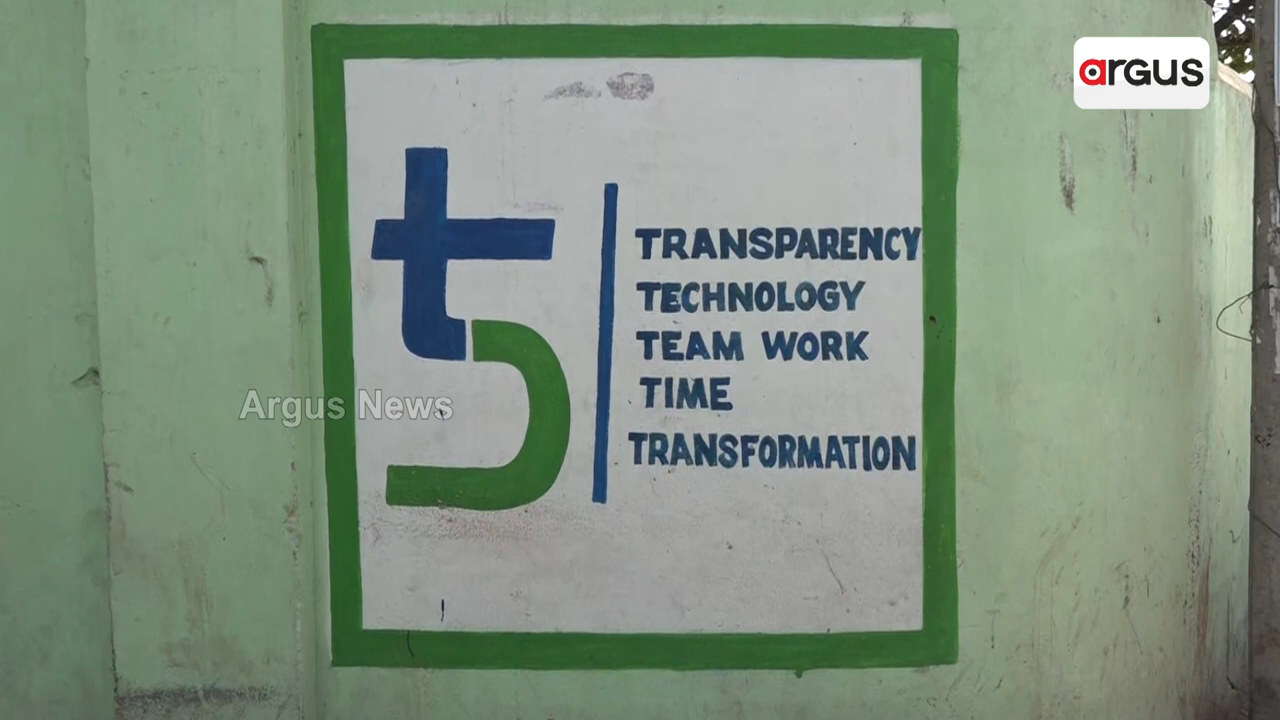 argus
t5
TRANSPARENCY
TECHNOLOGY
TEAM WORK
TIME
TRANSFORMATION
Argus News